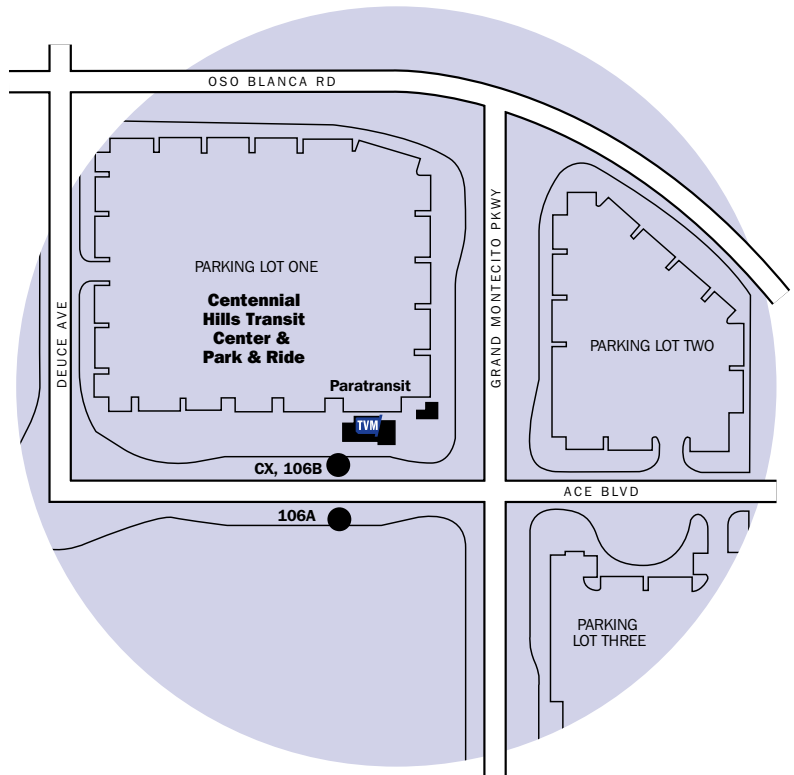 OSO BLANCA RD
GRAND MONTECITO PKWY
DEUCE AVE
PARKING LOT ONE
Centennial
Hills Transit
Center &
Park & Ride
PARKING LOT TWO
Paratransit
TVM
CX, 106B
ACE BLVD
106A
PARKING
LOT THREE